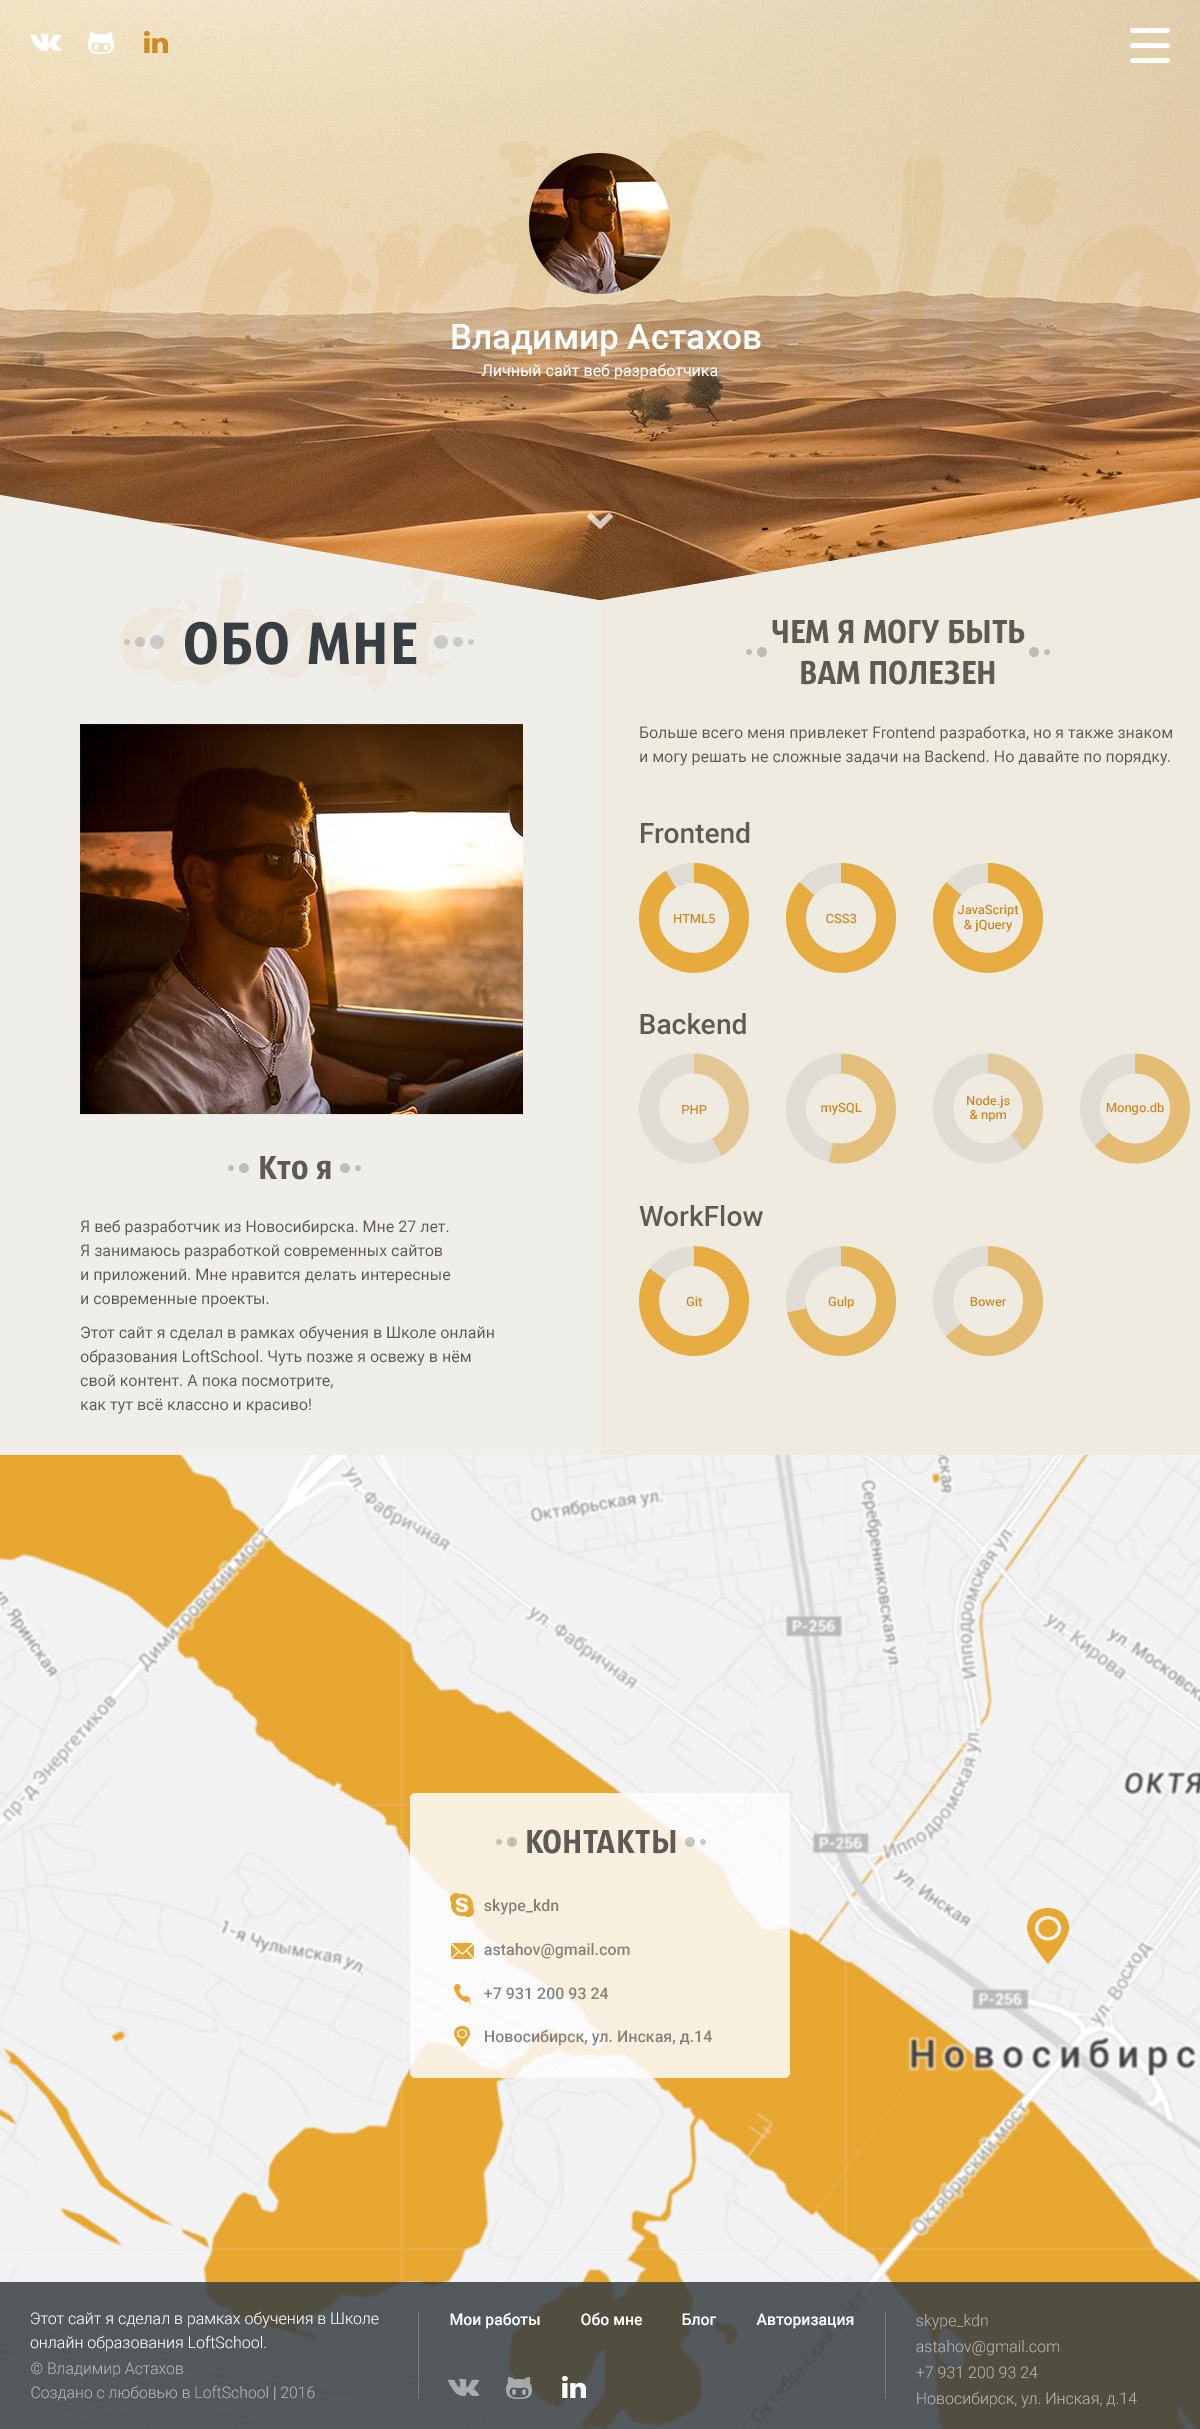 in
Portfolio
Владимир Астахов
Личный сайт веб разработчика
about
ОБО МНЕ
Кто я
Я веб разработчик из Новосибирска. Мне 27 лет.
Я занимаюсь разработкой современных сайтов
и приложений. Мне нравится делать интересные
и современные проекты.
Этот сайт я сделал в рамках обучения в Школе онлайн
образования LoftSchool. Чуть позже я освежу в нём
свой контент. А пока посмотрите,
как тут всё классно и красиво!
ЧЕМ Я МОГУ БЫТЬ
ВАМ ПОЛЕЗЕН
Больше всего меня привлекет Frontend разработка, но я также знаком
и могу решать не сложные задачи на Backend. Но давайте по порядку.
Frontend
HTML5
CSS3
JavaScript
& jQuery
Backend
PHP
mySQL
Node.js
& npm
Mongo.db
WorkFlow
Git
Gulp
Bower
ул. Фабричная
Октябрьская ул.
Серебренниковская ул.
ская
Ипподромская ул.
Димитровский мост
ул. Яринская
ул. Фабричная
Р-256
ул. Кирова
ул. Московск
пр-д Энергетиков
Ипподромская ул.
ОКТЯ
Р-256
ул. Инская
1-я Чулымская ул.
КОНТАКТЫ
skype_kdn
astahov@gmail.com
+7 931 200 93 24
Новосибирск, ул. Инская, д.14
ул. Восход
Р-256
Новосибирс
Октябрьский мост
Октябрьский мост
Этот сайт я сделал в рамках обучения в Школе
онлайн образования LoftSchool.
© Владимир Астахов
Создано с любовью в LoftSchool | 2016
Мои работы
Обо мне
Блог
Авторизация
in
skype_kdn
astahov@gmail.com
+7 931 200 93 24
Новосибирск, ул. Инская, д.14